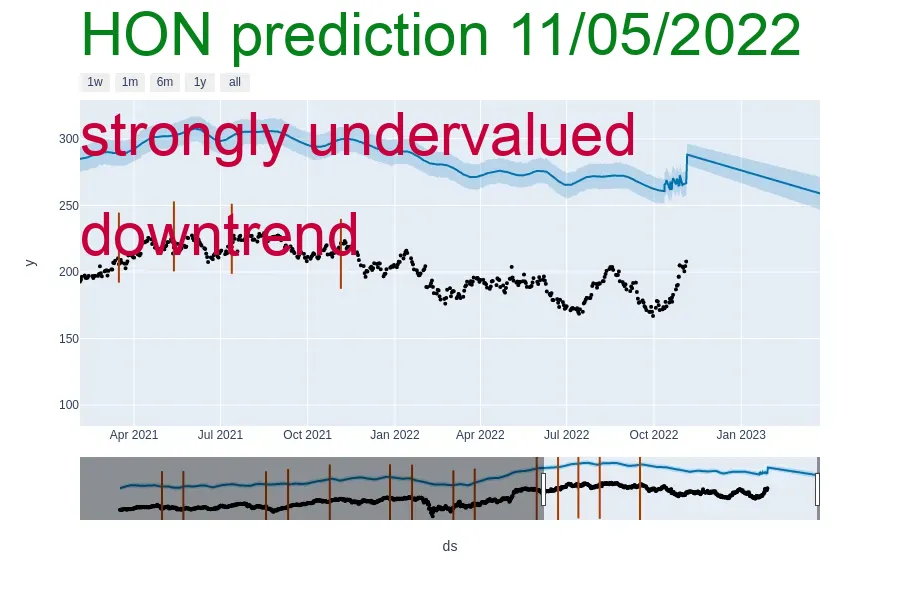 HON prediction 11/05/2022
1w 1m 6m 1y all
300
strongly undervalued
250
downtrend
y
200
150
100
Apr 2021 Jul 2021 Oct 2021 Jan 2022 Apr 2022 Jul 2022 Oct 2022 Jan 2023
ds